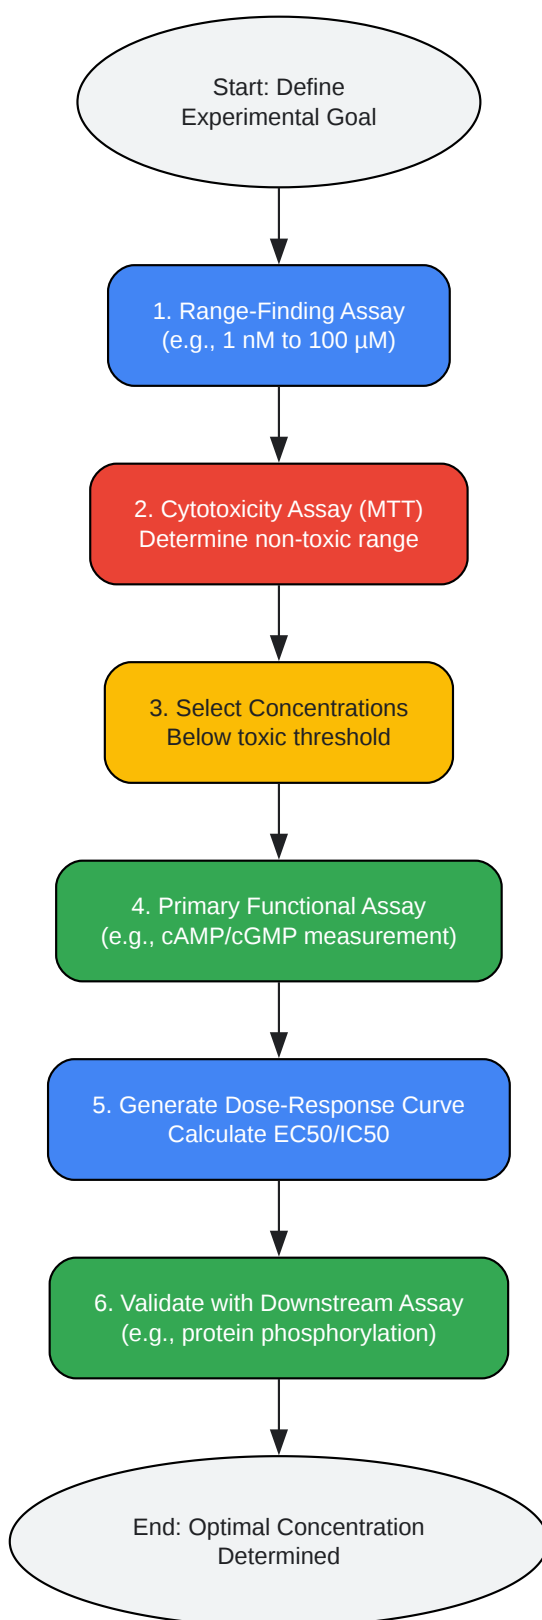 Start: Define
Experimental Goal
1. Range-Finding Assay
(e.g., 1 nM to 100 µM)
2. Cytotoxicity Assay (MTT)
Determine non-toxic range
3. Select Concentrations
Below toxic threshold
4. Primary Functional Assay
(e.g., cAMP/cGMP measurement)
5. Generate Dose-Response Curve
Calculate EC50/IC50
6. Validate with Downstream Assay
(e.g., protein phosphorylation)
End: Optimal Concentration
Determined